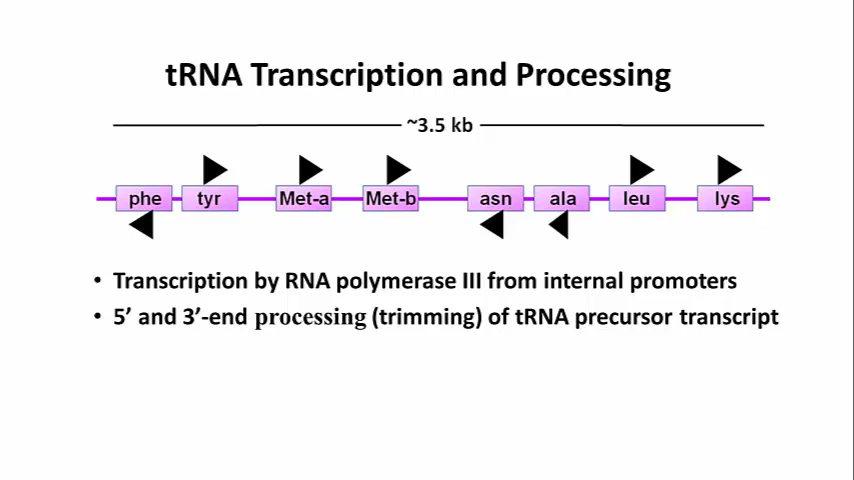 tRNA Transcription and Processing
~3.5 kb
phe tyr Met-a Met-b asn ala leu lys
• Transcription by RNA polymerase III from internal promoters
• 5’ and 3’-end processing (trimming) of tRNA precursor transcript